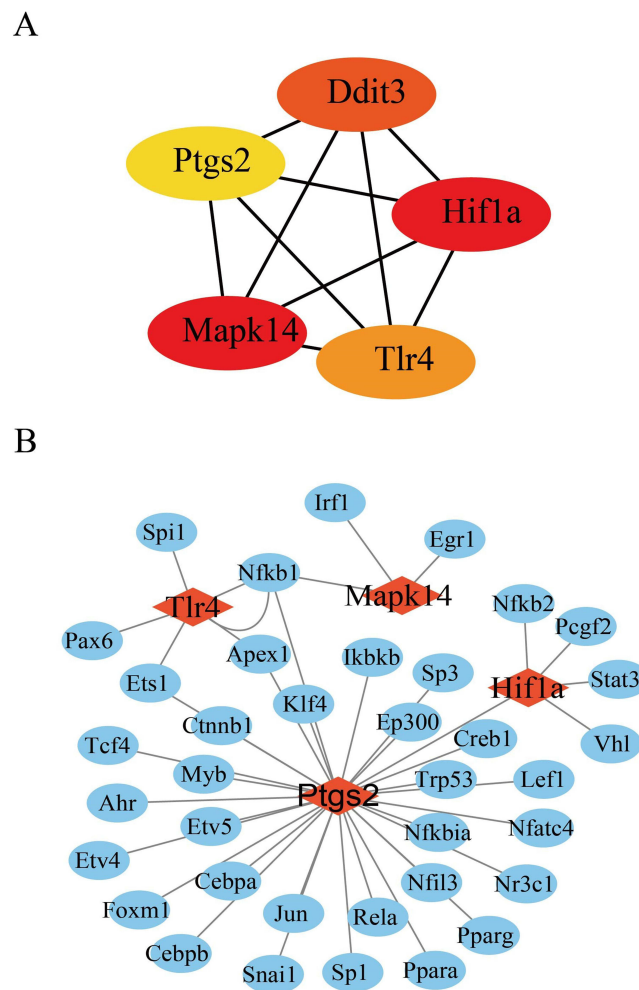 A
Ddit3
Ptgs2
Hif1a
Mapk14
Tlr4
B
Irf1
Spi1
Egr1
Nfkb1
Tlr4
Mapk14
Nfkb2
Pcgf2
Pax6
Apex1
Ikbkb
Sp3
Hif1a
Stat3
Ets1
Klf4
Ctnnb1
Ep300
Creb1
Vhl
Tcf4
Myb
Ptgs2
Trp53
Lef1
Ahr
Etv5
Nfkbia
Nfatc4
Etv4
Cebpa
Nfil3
Nr3c1
Foxm1
Jun
Rela
Pparg
Cebpb
Snai1
Sp1
Ppara